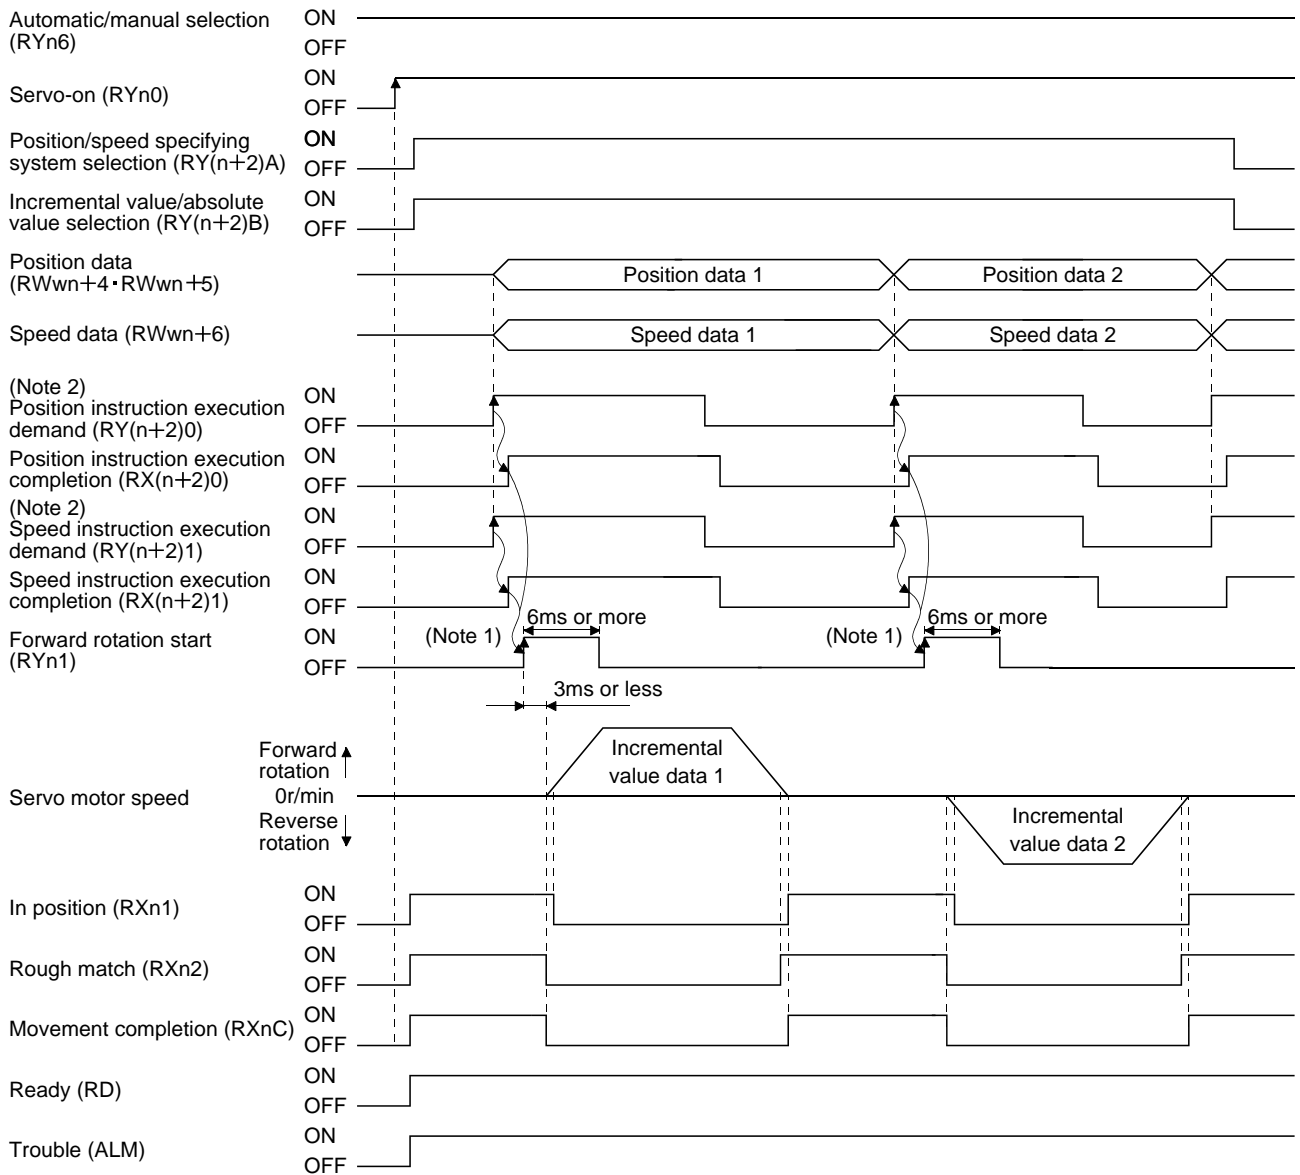 Automatic/manual selection
(RYn6)
ON
OFF
Servo-on (RYn0)
ON
OFF
Position/speed specifying
system selection (RY(n+2)A)
ON
OFF
Incremental value/absolute
value selection (RY(n+2)B)
ON
OFF
Position data
(RWwn+4・RWwn+5)
Position data 1
Position data 2
Speed data (RWwn+6)
Speed data 1
Speed data 2
(Note 2)
Position instruction execution
demand (RY(n+2)0)
ON
OFF
Position instruction execution
completion (RX(n+2)0)
ON
OFF
(Note 2)
Speed instruction execution
demand (RY(n+2)1)
ON
OFF
Speed instruction execution
completion (RX(n+2)1)
ON
OFF
Forward rotation start
(RYn1)
ON
OFF
(Note 1)
6ms or more
(Note 1)
6ms or more
3ms or less
Servo motor speed
Forward
rotation
0r/min
Reverse
rotation
Incremental
value data 1
Incremental
value data 2
In position (RXn1)
ON
OFF
Rough match (RXn2)
ON
OFF
Movement completion (RXnC)
ON
OFF
Ready (RD)
ON
OFF
Trouble (ALM)
ON
OFF